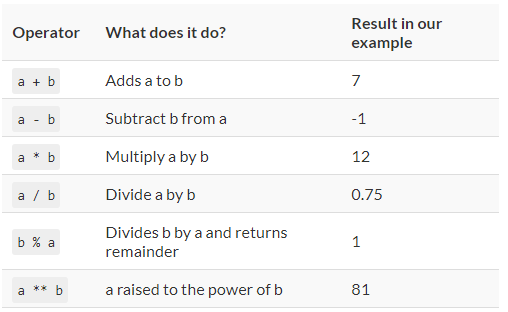 Operator What does it do? Result in our
example
a + b Adds a to b 7
a - b Subtract b from a -1
a * b Multiply a by b 12
a / b Divide a by b 0.75
b % a Divides b by a and returns
remainder 1
a ** b a raised to the power of b 81